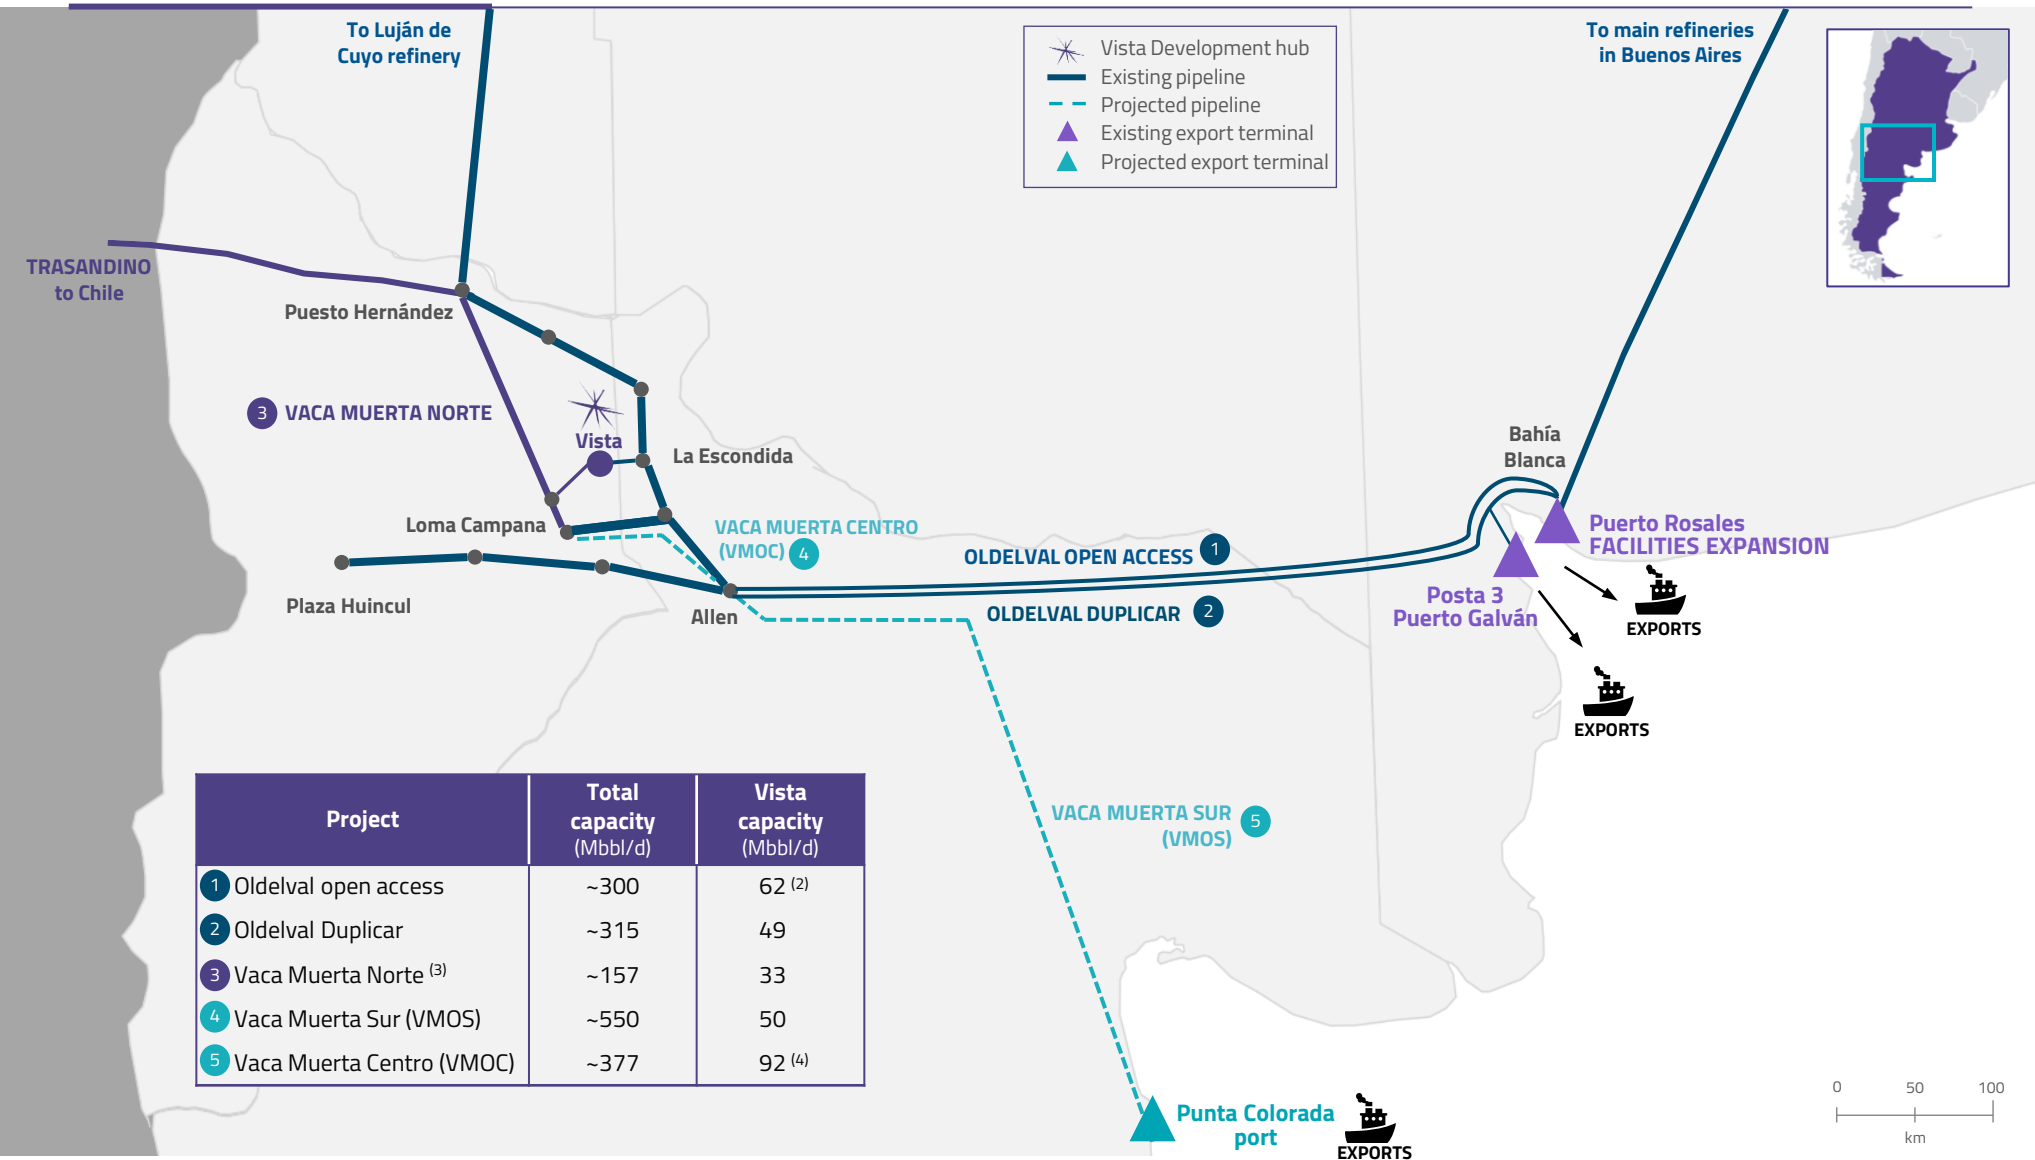 To Luján de
Cuyo refinery
To main refineries
in Buenos Aires
Vista Development hub
Existing pipeline
Projected pipeline
Existing export terminal
Projected export terminal
TRASANDINO
to Chile
Puesto Hernández
3 VACA MUERTA NORTE
Vista
La Escondida
Loma Campana
VACA MUERTA CENTRO
(VMOC) 4
Plaza Huincul
Allen
OLDELVAL OPEN ACCESS 1
OLDELVAL DUPLICAR 2
Bahía
Blanca
Puerto Rosales
FACILITIES EXPANSION
Posta 3
Puerto Galván
EXPORTS
EXPORTS
VACA MUERTA SUR 5
(VMOS)
Project Total capacity (Mbbl/d) Vista capacity (Mbbl/d)
1 Oldelval open access ~300 62 (2)
2 Oldelval Duplicar ~315 49
3 Vaca Muerta Norte (3) ~157 33
4 Vaca Muerta Sur (VMOS) ~550 50
5 Vaca Muerta Centro (VMOC) ~377 92 (4)
Punta Colorada
port
EXPORTS
0 50 100
km